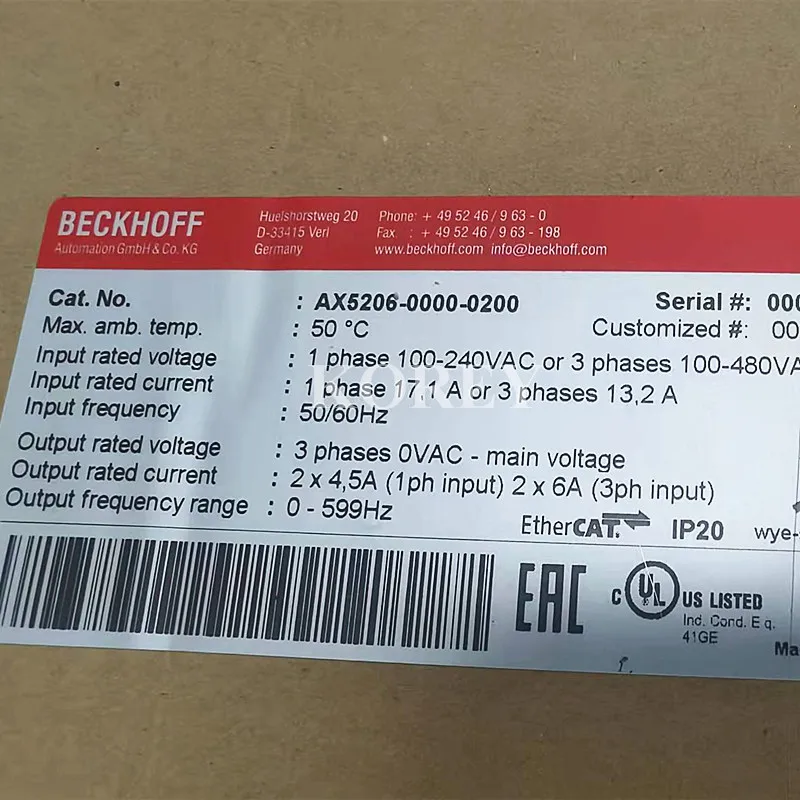 BECKHOFF
Automation GmbH & Co. KG
Huelshorstweg 20
D-33415 Verl
Germany
Phone: + 49 52 46 / 9 63 - 0
Fax : + 49 52 46 / 9 63 - 198
www.beckhoff.com info@beckhoff.com
Cat. No. : AX5206-0000-0200 Serial #: 000
Max. amb. temp. : 50 °C Customized #: 00
Input rated voltage : 1 phase 100-240VAC or 3 phases 100-480VA
Input rated current : 1 phase 17,1 A or 3 phases 13,2 A
KOREY
Input frequency : 50/60Hz
Output rated voltage : 3 phases 0VAC - main voltage
Output rated current : 2 x 4,5A (1ph input) 2 x 6A (3ph input)
Output frequency range : 0 - 599Hz
EtherCAT. IP20 wye-
EAC
C UL US LISTED
Ind. Cond. E q.
41GE
Ma